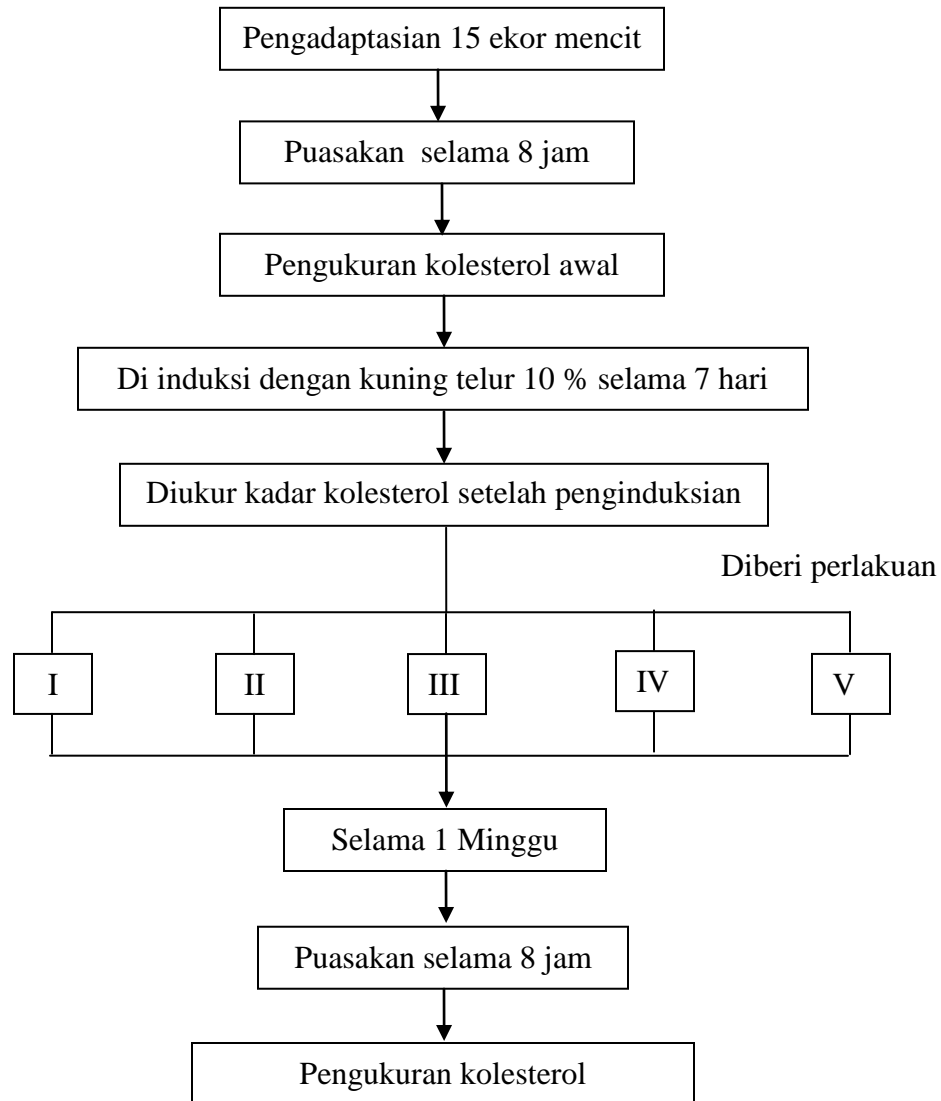 Pengadaptasian 15 ekor mencit
Puasakan selama 8 jam
Pengukuran kolesterol awal
Di induksi dengan kuning telur 10 % selama 7 hari
Diukur kadar kolesterol setelah penginduksian
Diberi perlakuan
I
II
III
IV
V
Selama 1 Minggu
Puasakan selama 8 jam
Pengukuran kolesterol